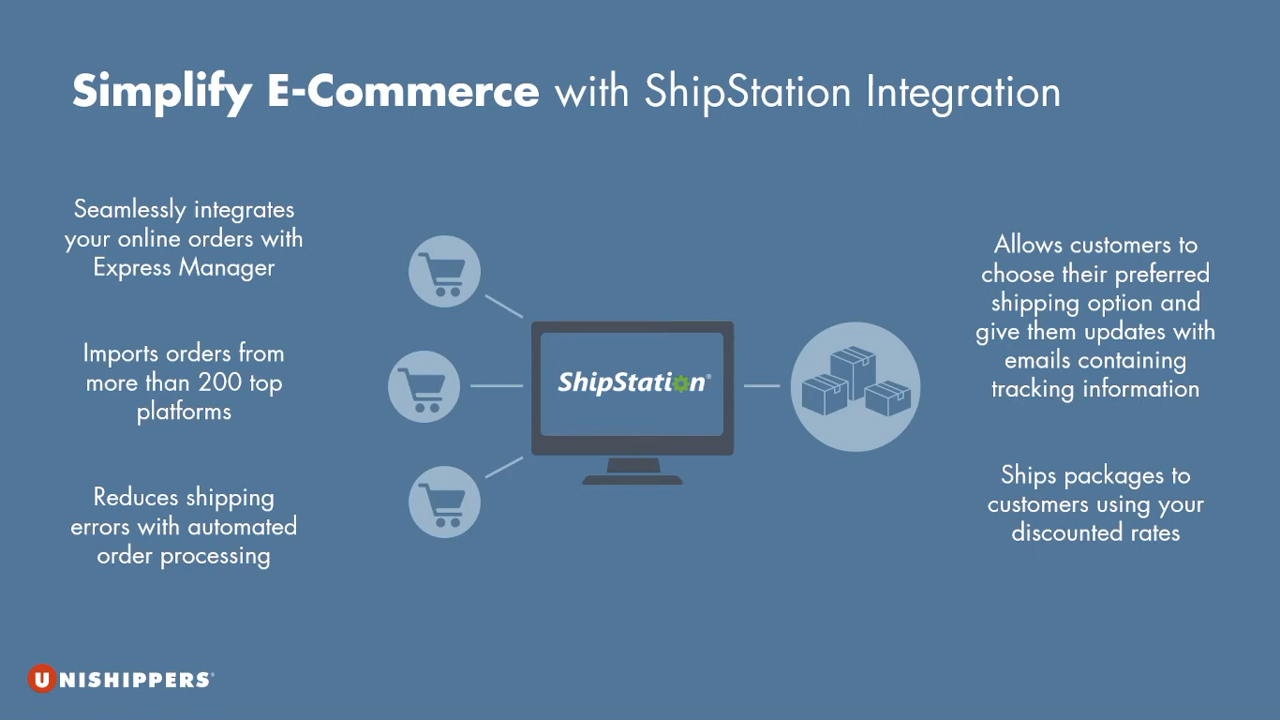 Simplify E-Commerce with ShipStation Integration
Seamlessly integrates
your online orders with
Express Manager
Imports orders from
more than 200 top
platforms
Reduces shipping
errors with automated
order processing
ShipStation®
Allows customers to
choose their preferred
shipping option and
give them updates with
emails containing
tracking information
Ships packages to
customers using your
discounted rates
UNISHIPPERS®